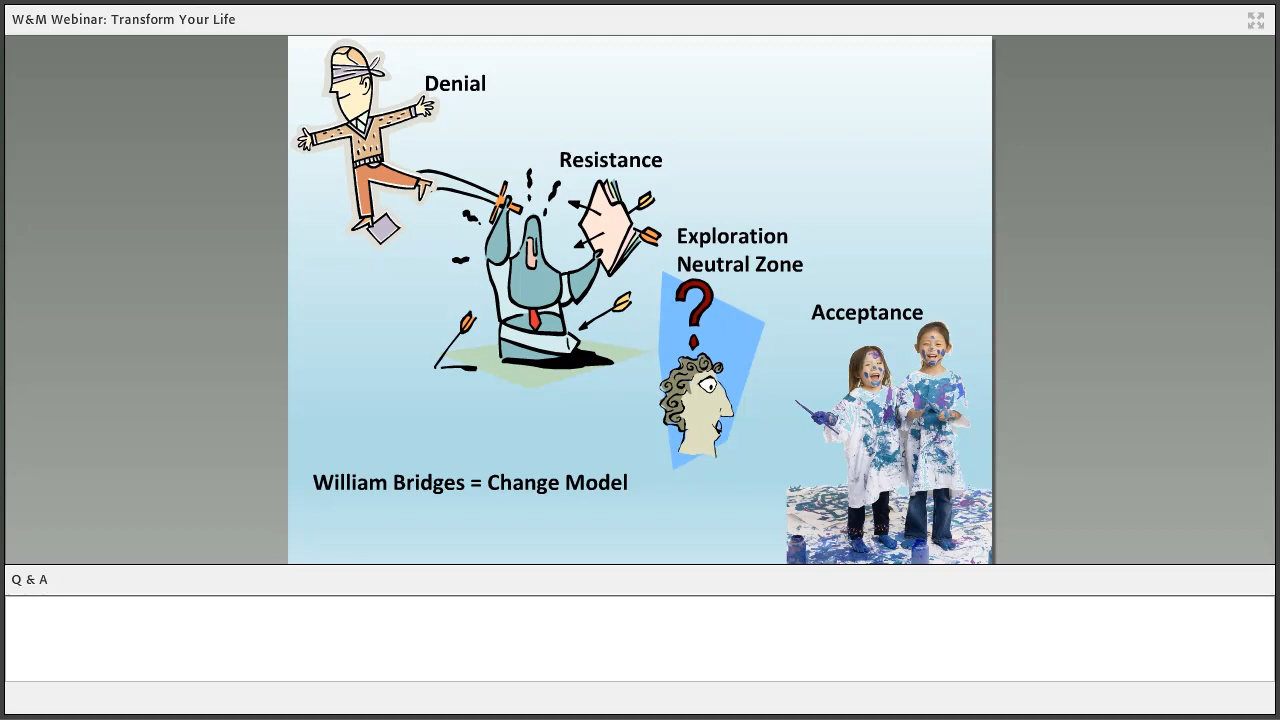 W&M Webinar: Transform Your Life
Denial
Resistance
Exploration
Neutral Zone
?
Acceptance
William Bridges = Change Model
Q & A